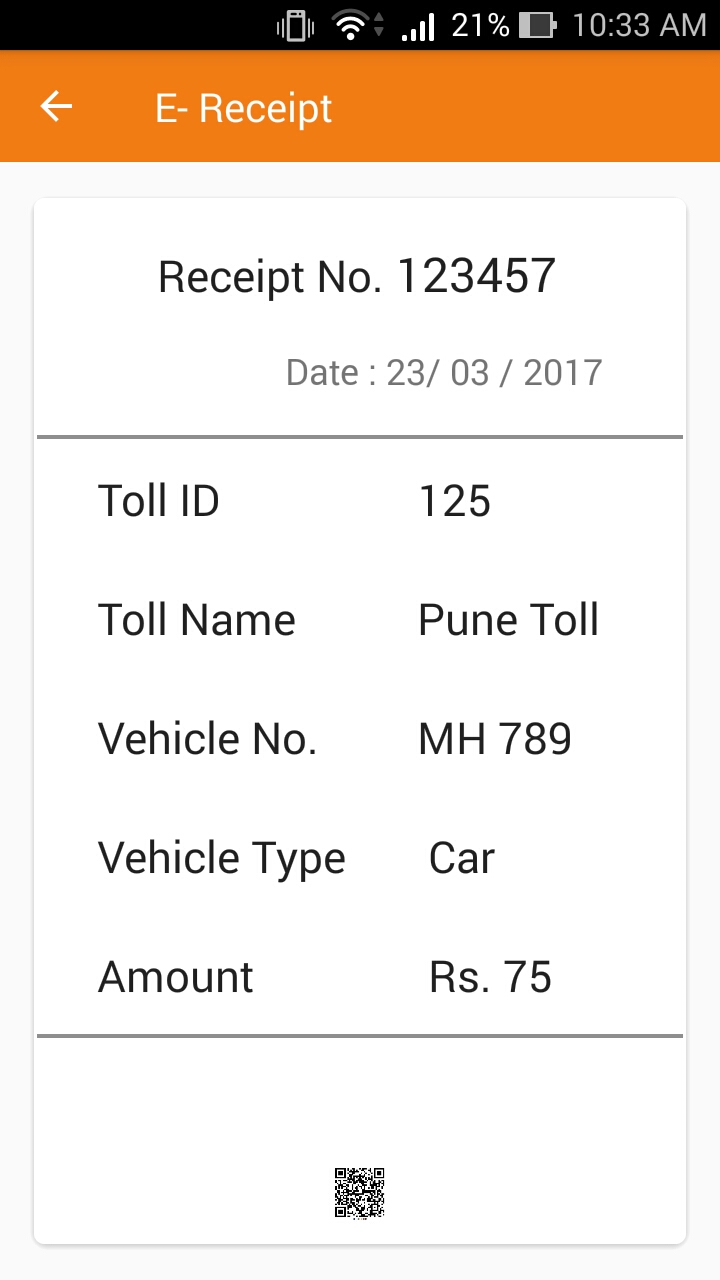 21% 10:33 AM
E- Receipt
Receipt No. 123457
Date : 23/ 03 / 2017
Toll ID 125
Toll Name Pune Toll
Vehicle No. MH 789
Vehicle Type Car
Amount Rs. 75